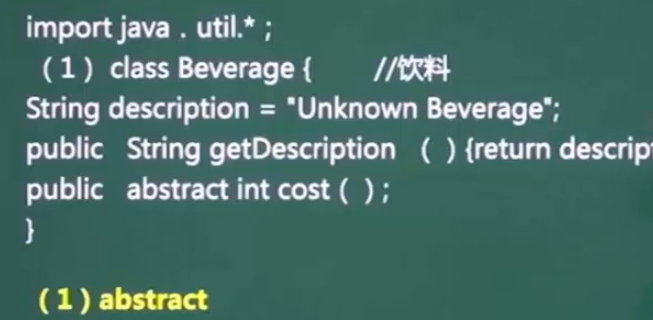 import java . util.* ;
( 1 ) class Beverage { //饮料
String description = "Unknown Beverage";
public String getDescription ( ) {return descript
public abstract int cost ( ) ;
}
( 1 ) abstract